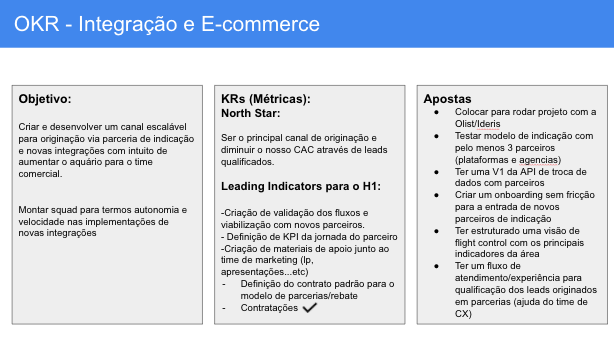 OKR - Integração e E-commerce
Objetivo:
Criar e desenvolver um canal escalável
para originação via parceria de indicação
e novas integrações com intuito de
aumentar o aquário para o time
comercial.
Montar squad para termos autonomia e
velocidade nas implementações de
novas integrações
KRs (Métricas):
North Star:
Ser o principal canal de originação e
diminuir o nosso CAC através de leads
qualificados.
Leading Indicators para o H1:
-Criação de validação dos fluxos e
viabilização com novos parceiros.
- Definição de KPI da jornada do parceiro
-Criação de materiais de apoio junto ao
time de marketing (lp,
apresentações...etc)
- Definição do contrato padrão para o
modelo de parcerias/rebate
- Contratações ✓
Apostas
● Colocar para rodar projeto com a
Olist/Ideris
● Testar modelo de indicação com
pelo menos 3 parceiros
(plataformas e agencias)
● Ter uma V1 da API de troca de
dados com parceiros
● Criar um onboarding sem fricção
para a entrada de novos
parceiros de indicação
● Ter estruturado uma visão de
flight control com os principais
indicadores da área
● Ter um fluxo de
atendimento/experiência para
qualificação dos leads originados
em parcerias (ajuda do time de
CX)